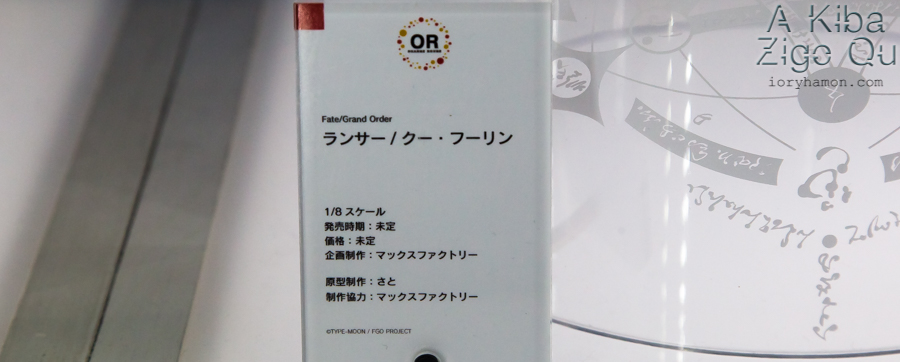 OR
ORANGE ROUGE
Fate/Grand Order
ランサー / クー・フーリン
1/8 スケール
発売時期：未定
価格：未定
企画制作：マックスファクトリー
原型制作：さと
制作協力：マックスファクトリー
©TYPE-MOON / FGO PROJECT
A Kiba
Zige Qu
ioryhamon.com